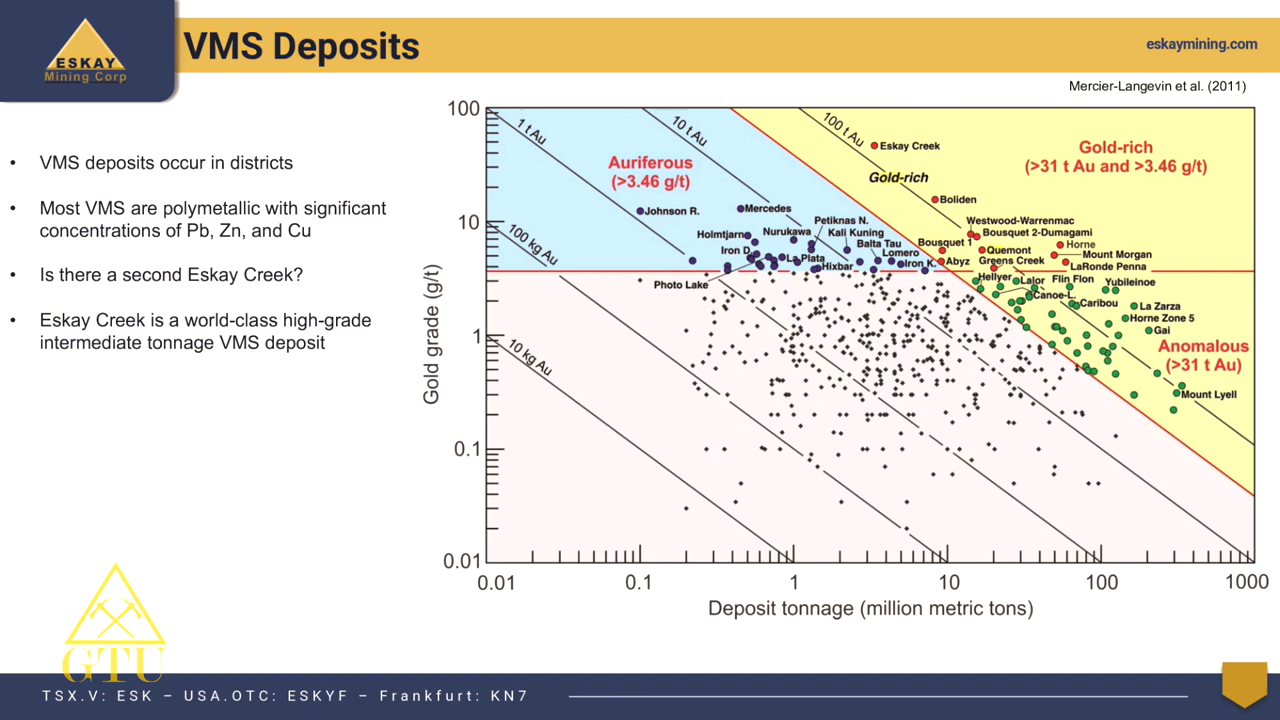 ESKAY
Mining Corp
VMS Deposits
eskaymining.com
Mercier-Langevin et al. (2011)
• VMS deposits occur in districts
• Most VMS are polymetallic with significant
concentrations of Pb, Zn, and Cu
• Is there a second Eskay Creek?
• Eskay Creek is a world-class high-grade
intermediate tonnage VMS deposit
Gold grade (g/t)
100
10
1
0.1
0.01
1 t Au
10 t Au
100 t Au
100 kg Au
10 kg Au
Auriferous
(>3.46 g/t)
Gold-rich
(>31 t Au and >3.46 g/t)
Gold-rich
Eskay Creek
Boliden
Johnson R.
Mercedes
Petiknas N.
Westwood-Warrenmac
Holmtjarn
Nurukawa
Kali Kuning
Bousquet 2-Dumagami
Balta Tau
Bousquet 1
Horne
Iron D.
La Plata
Lomero
Quemont
Mount Morgan
Hixbar
Iron K.
Abyz
Greens Creek
LaRonde Penna
Photo Lake
Hellyer
Lalor
Flin Flon
Yubileinoe
Canoe-L.
Caribou
La Zarza
Horne Zone 5
Gai
Anomalous
(>31 t Au)
Mount Lyell
0.01
0.1
1
10
100
1000
Deposit tonnage (million metric tons)
GTU
TSX.V: ESK – USA.OTC: ESKYF – Frankfurt: KN7